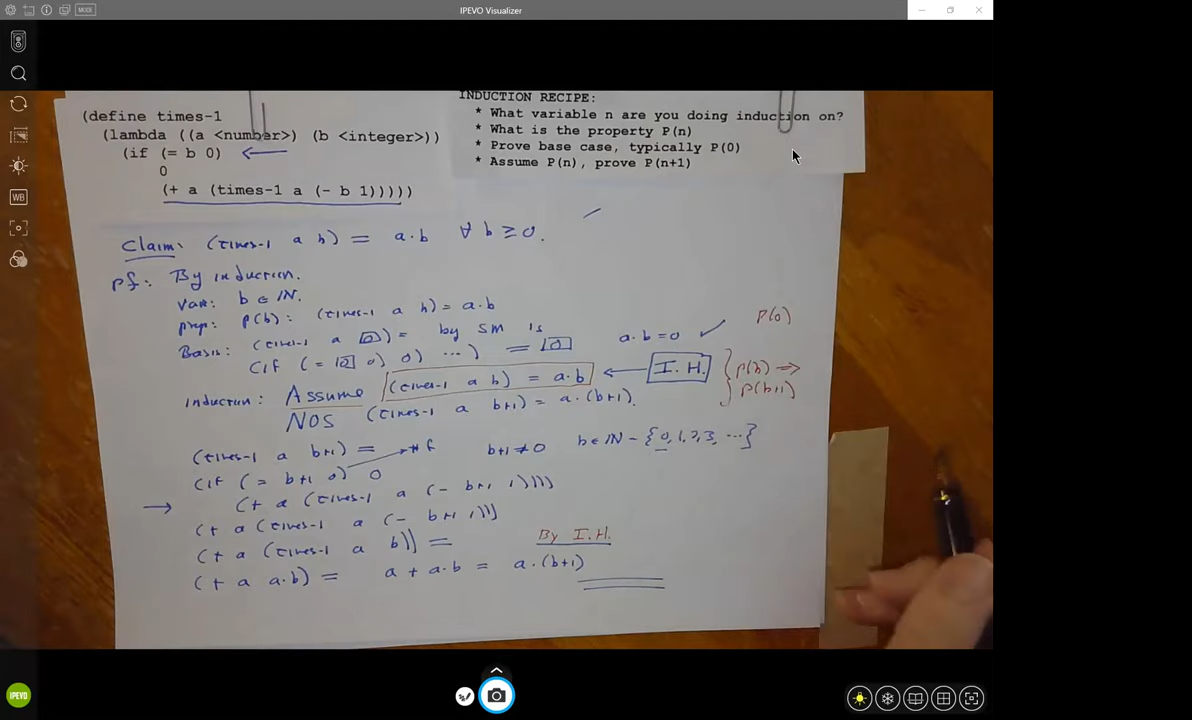 IPEVO Visualizer
MODE
WB
(define times-1
(lambda ((a <number>) (b <integer>))
(if (= b 0)
0
(+ a (times-1 a (- b 1)))))
INDUCTION RECIPE:
* What variable n are you doing induction on?
* What is the property P(n)
* Prove base case, typically P(0)
* Assume P(n), prove P(n+1)
Claim: (times-1 a b) = a·b ∀ b ≥ 0.
pf: By induction.
Var: b ∈ IN.
prop: P(b): (times-1 a b) = a·b
Basis: (times-1 a 0) = by SM is a·b = 0 ✓ P(0)
(if (= 0 0) 0) ...) = 0
Induction: Assume (times-1 a b) = a·b ← I.H. } P(b) ⇒ P(b+1)
NOS (times-1 a b+1) = a·(b+1).
(times-1 a b+1) = #f b+1 ≠ 0 b ∈ IN - {0,1,2,3, ...}
(if (= b+1 0) 0
→ (+ a (times-1 a (- b+1 1))))
(+ a (times-1 a (- b+1 1)))
(+ a (times-1 a b)) = By I.H.
(+ a a·b) = a + a·b = a·(b+1)
IPEVO